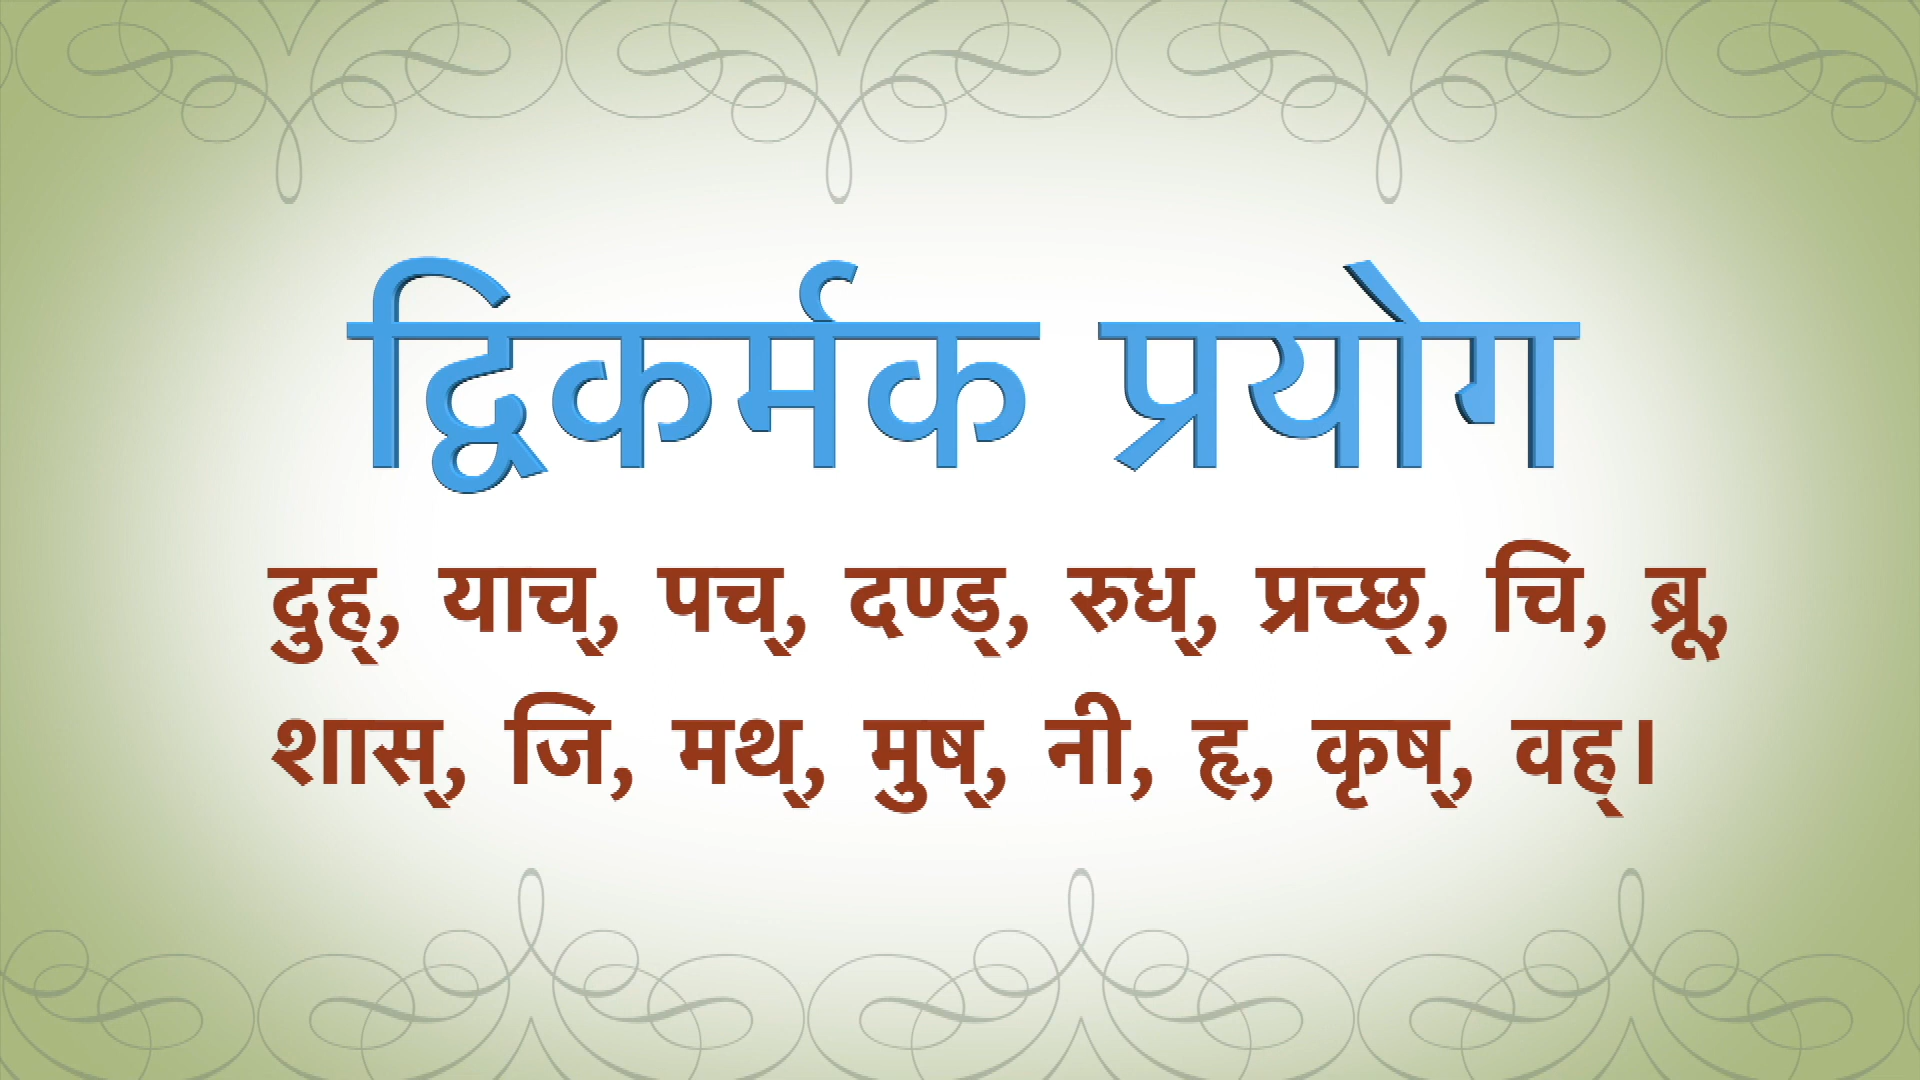 द्विकर्मक प्रयोग
दुह्, याच्, पच्, दण्ड्, रुध्, प्रच्छ्, चि, ब्रू,
शास्, जि, मथ्, मुष्, नी, हृ, कृष्, वह्।